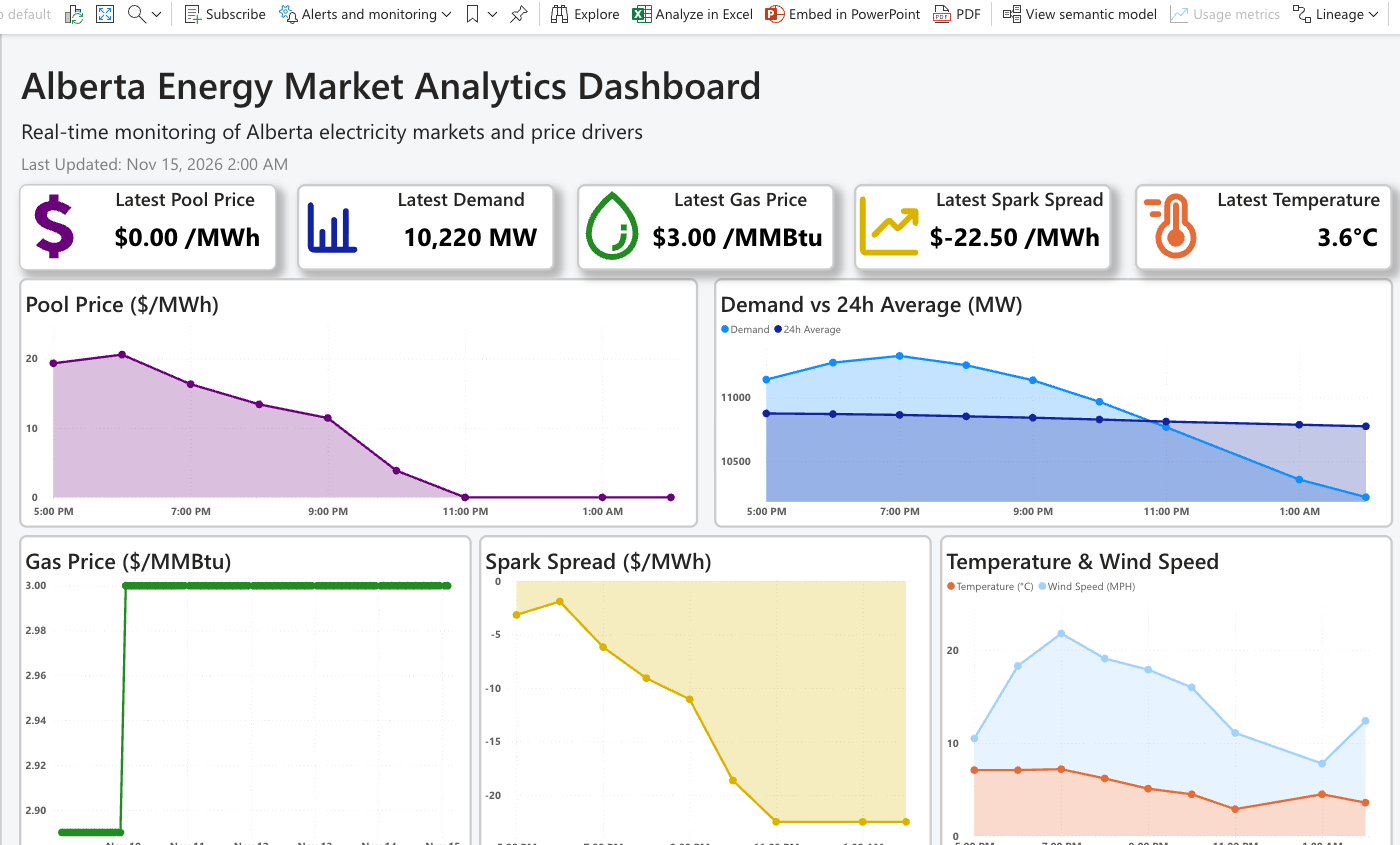 default Subscribe Alerts and monitoring Explore Analyze in Excel Embed in PowerPoint PDF View semantic model Usage metrics Lineage
Alberta Energy Market Analytics Dashboard
Real-time monitoring of Alberta electricity markets and price drivers
Last Updated: Nov 15, 2026 2:00 AM
Latest Pool Price
$0.00 /MWh
Latest Demand
10,220 MW
Latest Gas Price
$3.00 /MMBtu
Latest Spark Spread
$-22.50 /MWh
Latest Temperature
3.6°C
Pool Price ($/MWh)
20
10
0
5:00 PM 7:00 PM 9:00 PM 11:00 PM 1:00 AM
Demand vs 24h Average (MW)
Demand 24h Average
11000
10500
5:00 PM 7:00 PM 9:00 PM 11:00 PM 1:00 AM
Gas Price ($/MMBtu)
3.00
2.98
2.96
2.94
2.92
2.90
Spark Spread ($/MWh)
0
-5
-10
-15
-20
Temperature & Wind Speed
Temperature (°C) Wind Speed (MPH)
20
10
0